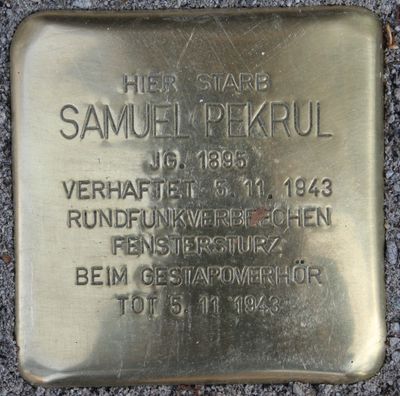 HIER STARB
SAMUEL PEKRUL
JG. 1895
VERHAFTET 5. 11. 1943
RUNDFUNKVERBRECHEN
FENSTERSTURZ
BEIM GESTAPOVERHÖR
TOT 5. 11 1943